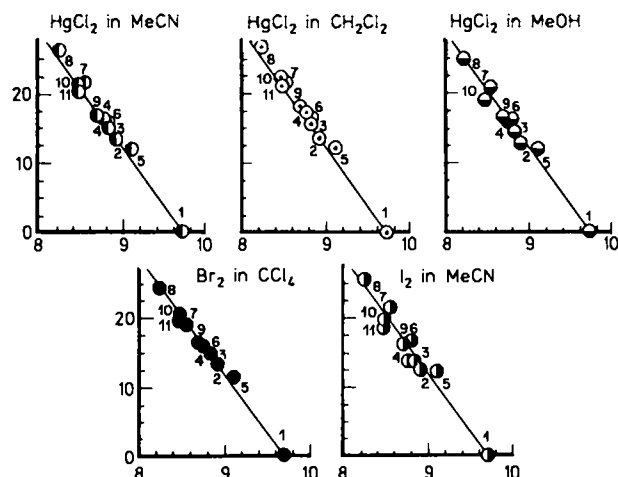 HgCl₂ in MeCN
HgCl₂ in CH₂Cl₂
HgCl₂ in MeOH
20
10
0
8 10 7 11 9 4 6 4 3 2 5 1
8 9 10
8 10 7 11 9 6 4 3 2 5 1
8 9 10
8 7 10 9 6 4 3 2 5 1
8 9 10
Br₂ in CCl₄
I₂ in MeCN
20
10
0
8 10 7 11 9 6 4 3 2 5 1
8 9 10
8 7 10 11 9 6 4 3 2 5 1
8 9 10